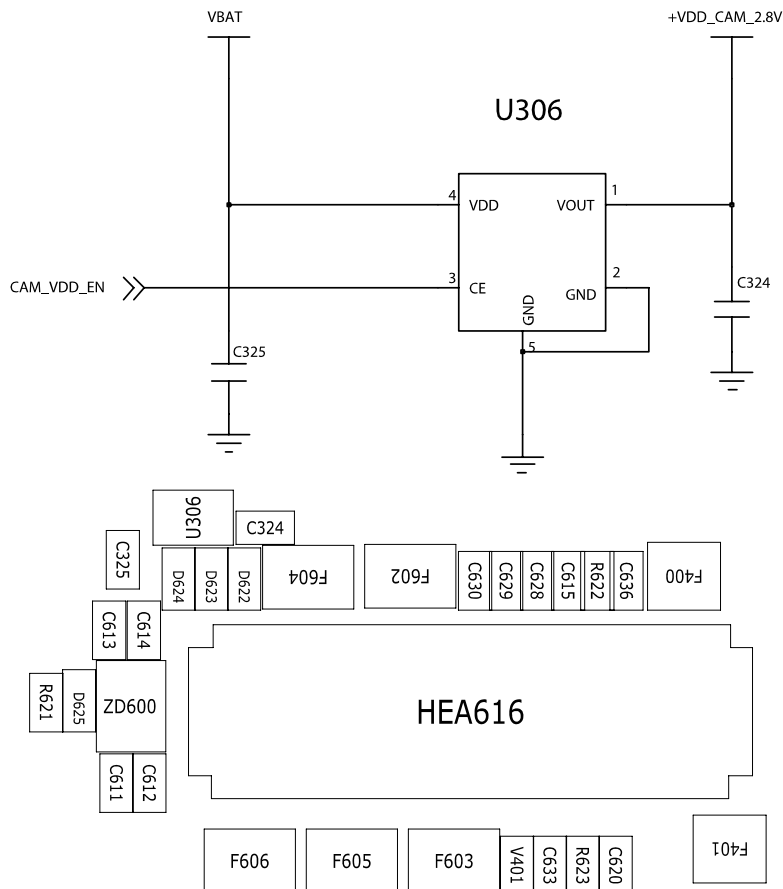 VBAT
+VDD_CAM_2.8V
U306
4
VDD
VOUT
1
CAM_VDD_EN
3
CE
GND
GND
2
C324
5
C325
U306
C324
C325
D624
D623
D622
F604
F602
C630
C629
C628
C615
R622
C636
F400
C613
C614
R621
D625
ZD600
HEA616
C611
C612
F606
F605
F603
V401
C633
R623
C620
F401